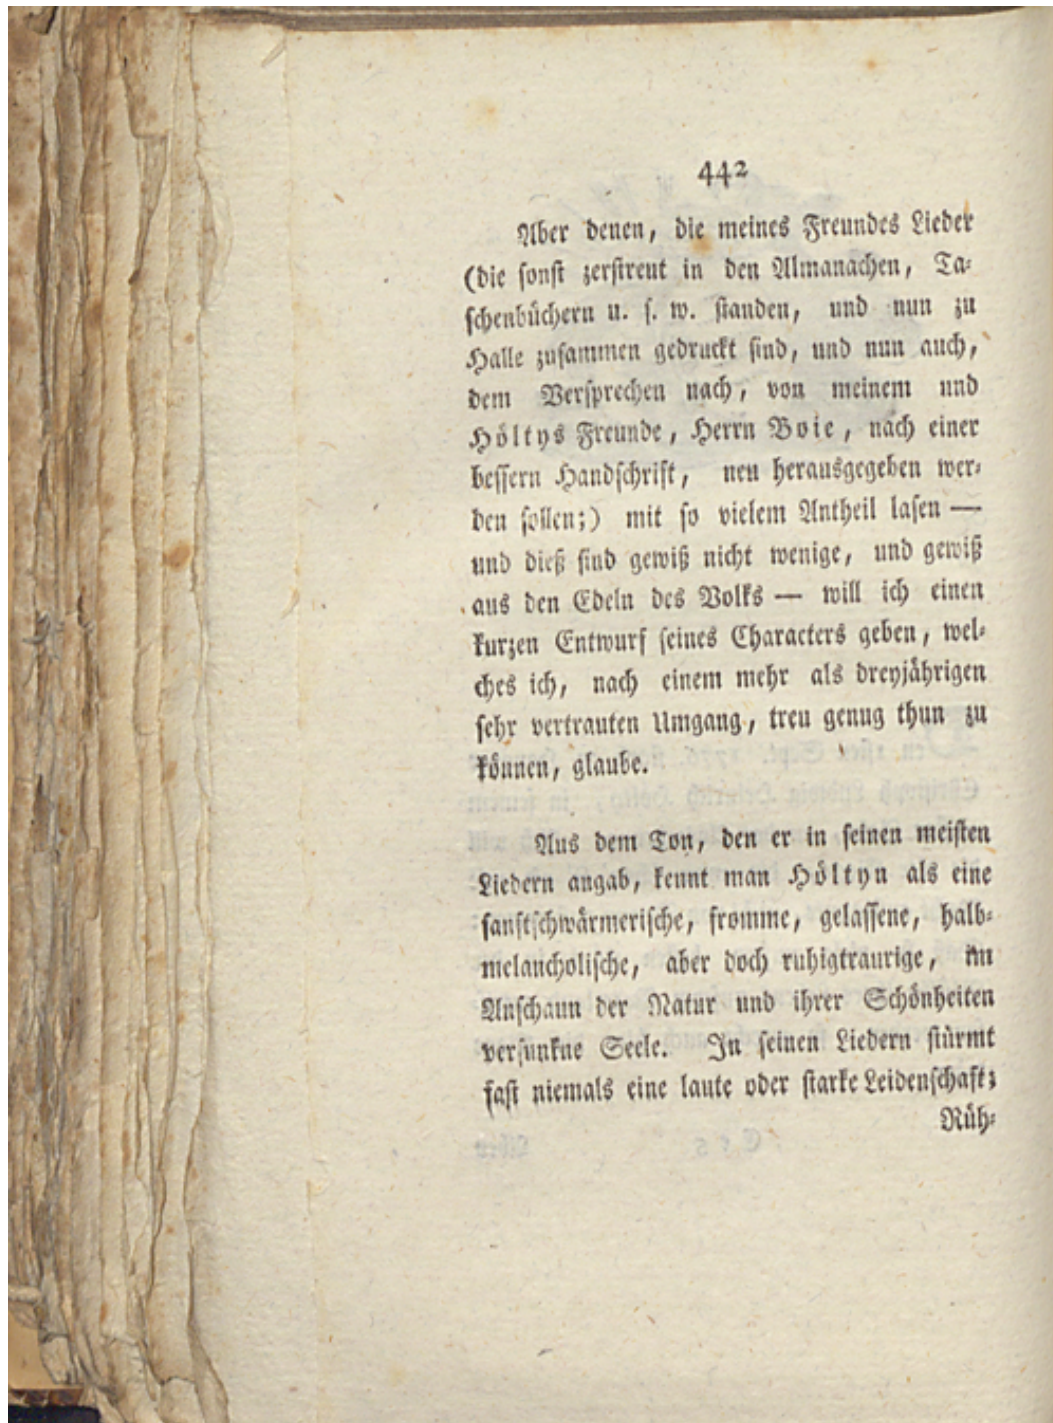 442
Aber denen, die meines Freundes Lieder
(die sonst zerstreut in den Almanachen, Ta-
schenbüchern u. s. w. standen, und nun zu
Halle zusammen gedruckt sind, und nun auch,
dem Versprechen nach, von meinem und
Höltys Freunde, Herrn Boie, nach einer
bessern Handschrift, neu herausgegeben wer-
den sollen;) mit so vielem Antheil lasen —
und dieß sind gewiß nicht wenige, und gewiß
aus den Edeln des Volks — will ich einen
kurzen Entwurf seines Characters geben, wel-
ches ich, nach einem mehr als dreyjährigen
sehr vertrauten Umgang, treu genug thun zu
können, glaube.
Aus dem Ton, den er in seinen meisten
Liedern angab, kennt man Höltyn als eine
sanftschwärmerische, fromme, gelassene, halb-
melancholische, aber doch ruhigtraurige, im
Anschaun der Natur und ihrer Schönheiten
versunkne Seele. In seinen Liedern stürmt
fast niemals eine laute oder starke Leidenschaft;
Rüh-